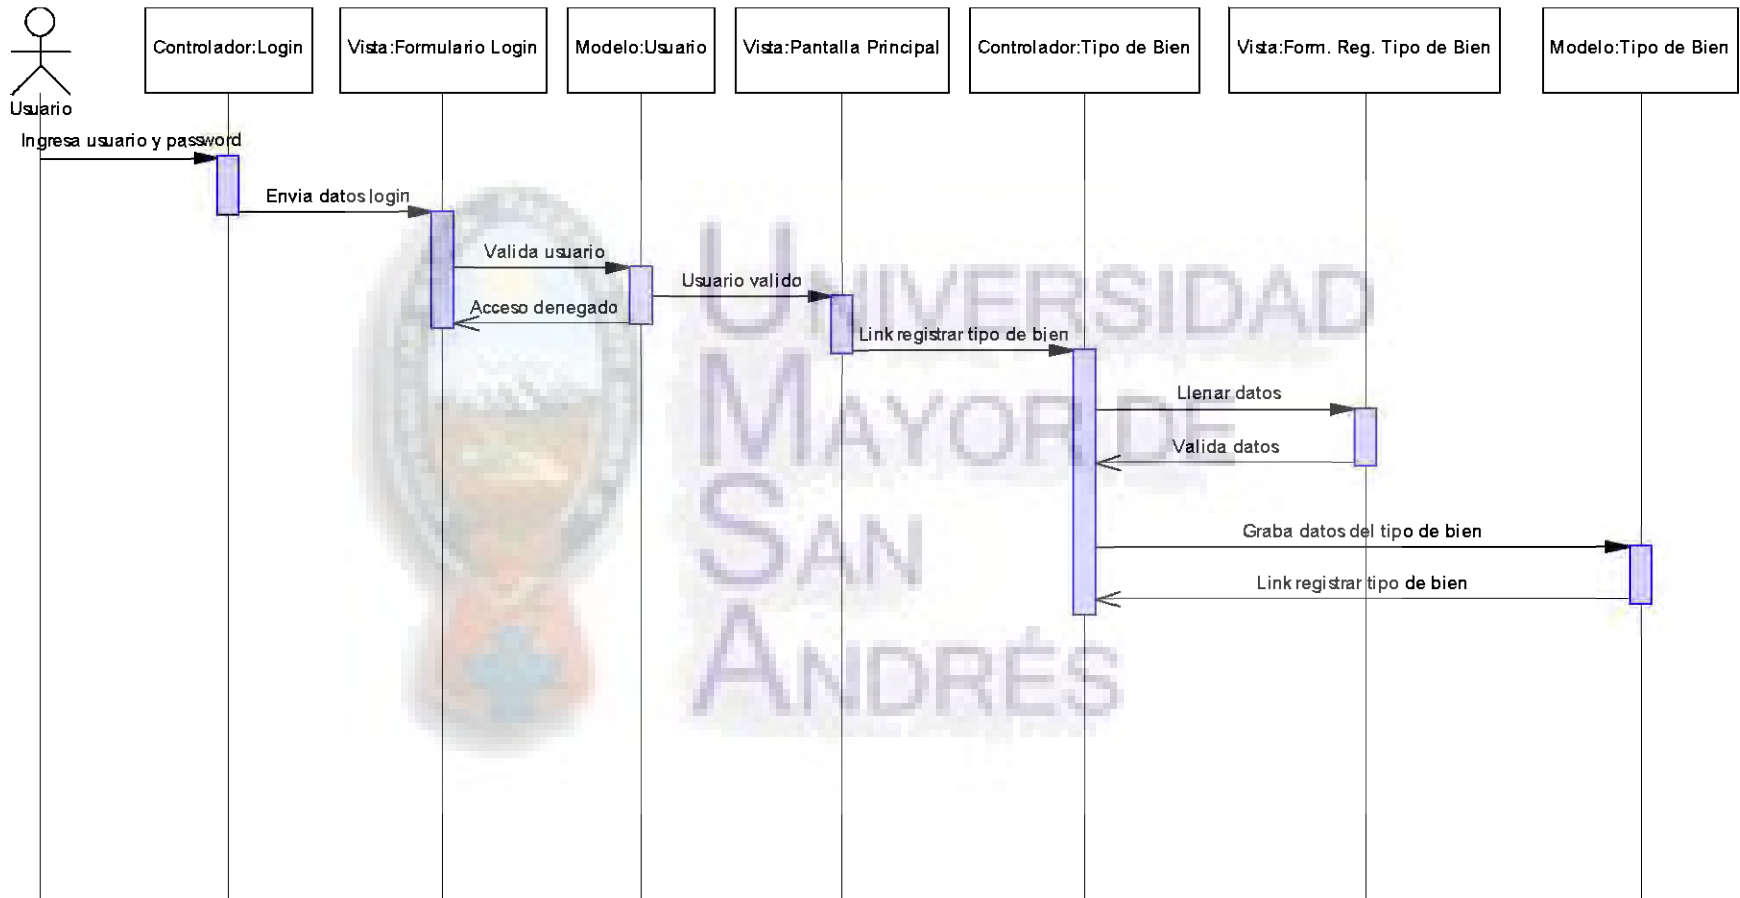 Controlador:Login
Vista:Formulario Login
Modelo:Usuario
Vista:Pantalla Principal
Controlador:Tipo de Bien
Vista:Form. Reg. Tipo de Bien
Modelo:Tipo de Bien
Usuario
Ingresa usuario y password
Envia datos login
Valida usuario
Usuario valido
Acceso denegado
Link registrar tipo de bien
Llenar datos
Valida datos
Graba datos del tipo de bien
Link registrar tipo de bien
UNIVERSIDAD
MAYOR DE
SAN
ANDRÉS